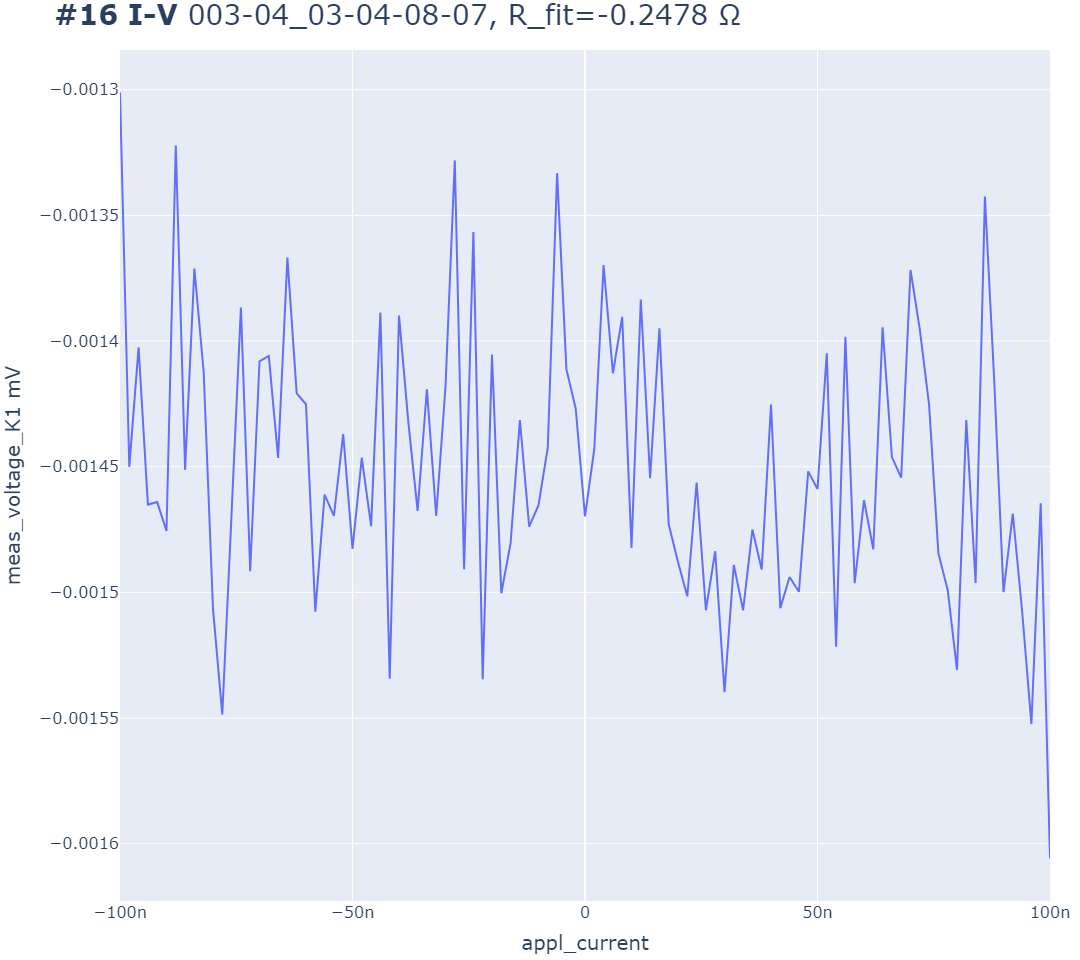 #16 I-V 003-04_03-04-08-07, R_fit=-0.2478 Ω
−0.0013
−0.00135
−0.0014
−0.00145
−0.0015
−0.00155
−0.0016
meas_voltage_K1 mV
−100n −50n 0 50n 100n
appl_current